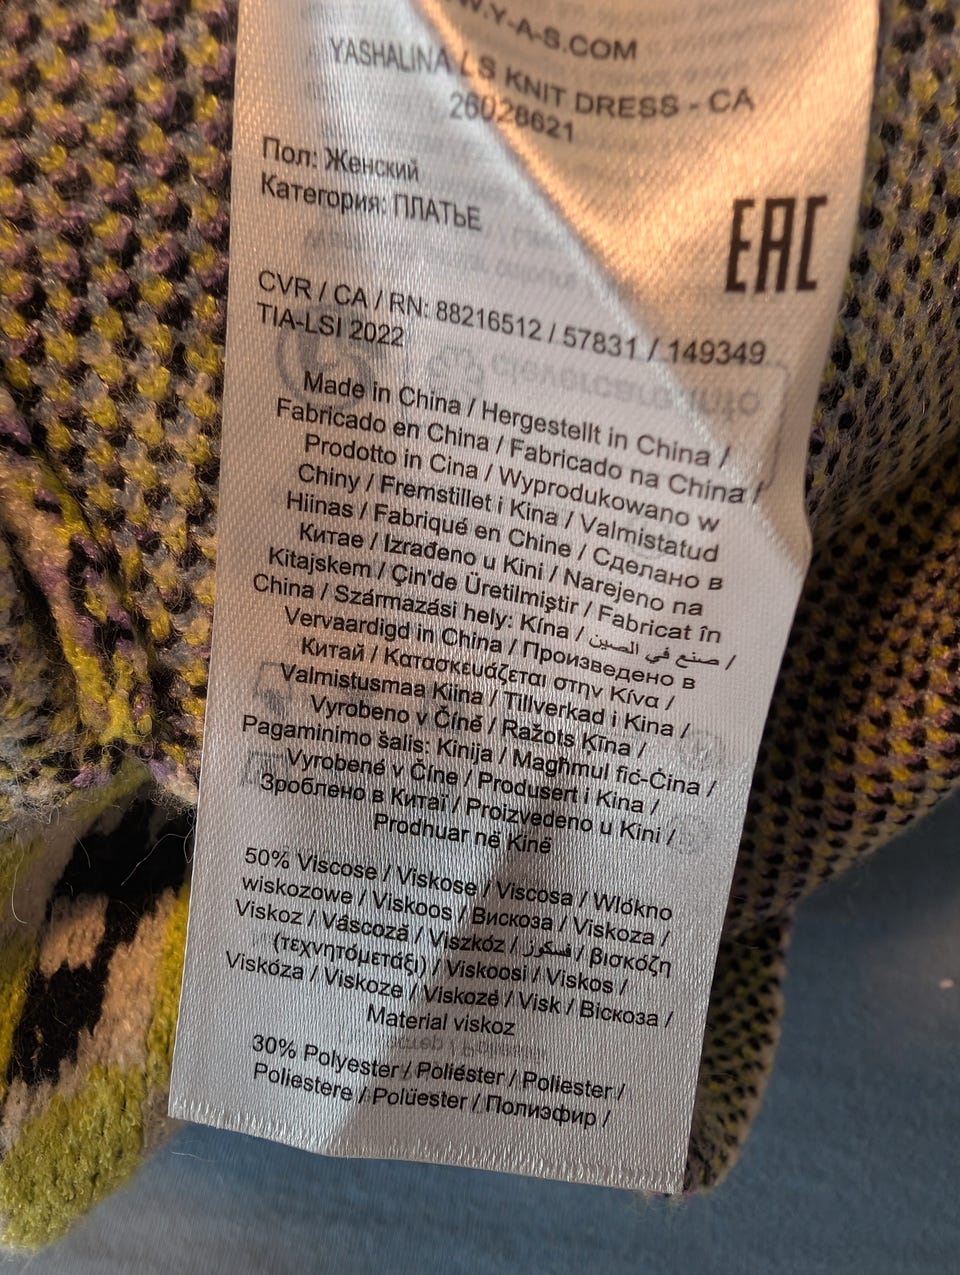 W.Y-A-S.COM
YASHALINA LS KNIT DRESS - CA
26028621
Пол: Женский
Категория: ПЛАТЬЕ
EAC
CVR / CA / RN: 88216512 / 57831 / 149349
TIA-LSI 2022
Made in China / Hergestellt in China /
Fabricado en China / Fabricado na China /
Prodotto in Cina / Wyprodukowano w
Chiny / Fremstillet i Kina / Valmistatud
Hiinas / Fabriqué en Chine / Сделано в
Китае / Izrađeno u Kini / Narejeno na
Kitajskem / Çin'de Üretilmiştir / Fabricat în
China / Származási hely: Kína / صنع في الصين /
Vervaardigd in China / Произведено в
Китай / Κατασκευάζεται στην Κίνα /
Valmistusmaa Kiina / Tillverkad i Kina /
Vyrobeno v Číně / Ražots Ķīna /
Pagaminimo šalis: Kinija / Magħmul fiċ-Ċina /
Vyrobené v Číne / Produsert i Kina /
Зроблено в Китаї / Proizvedeno u Kini /
Prodhuar në Kinë
50% Viscose / Viskose / Viscosa / Wlókno
wiskozowe / Viskoos / Вискоза / Viskoza /
Viskoz / Vâscoză / Viszkóz / فسكوز / βισκόζη
(τεχνητόμετάξι) / Viskoosi / Viskos /
Viskóza / Viskoze / Viskozė / Visk / Віскоза /
Material viskoz
30% Polyester / Poliéster / Poliester /
Poliestere / Polüester / Полиэфир /